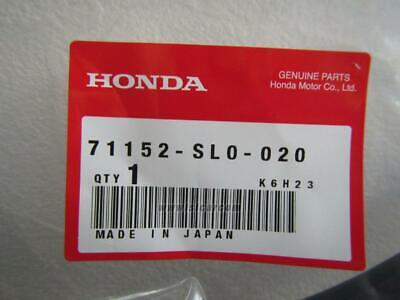 HONDA
GENUINE PARTS
Honda Motor Co., Ltd.
71152-SL0-020
QTY 1
K6H23
MADE IN JAPAN